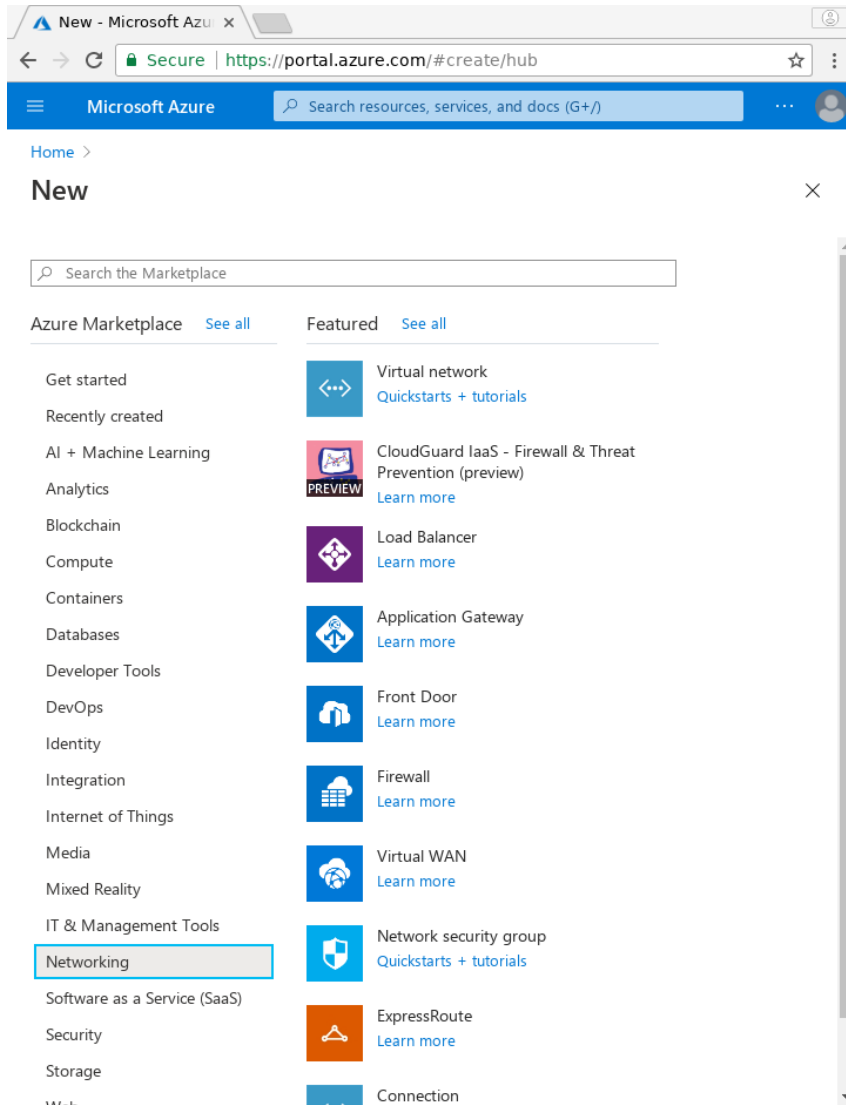 New - Microsoft Azu
Secure | https://portal.azure.com/#create/hub
Microsoft Azure
Search resources, services, and docs (G+/)
Home >
New
Search the Marketplace
Azure Marketplace See all
Get started
Recently created
AI + Machine Learning
Analytics
Blockchain
Compute
Containers
Databases
Developer Tools
DevOps
Identity
Integration
Internet of Things
Media
Mixed Reality
IT & Management Tools
Networking
Software as a Service (SaaS)
Security
Storage
Featured See all
Virtual network
Quickstarts + tutorials
PREVIEW
CloudGuard IaaS - Firewall & Threat
Prevention (preview)
Learn more
Load Balancer
Learn more
Application Gateway
Learn more
Front Door
Learn more
Firewall
Learn more
Virtual WAN
Learn more
Network security group
Quickstarts + tutorials
ExpressRoute
Learn more
Connection